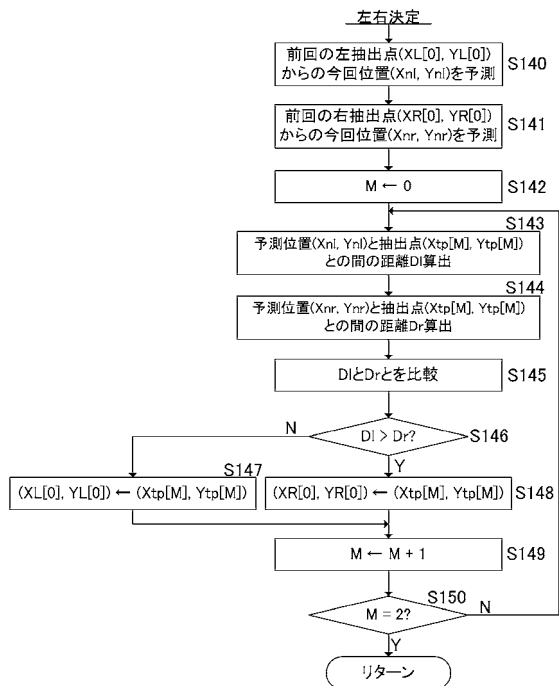 左右決定
前回の左抽出点(XL[0], YL[0])
からの今回位置(Xnl, Ynl)を予測
S140
前回の右抽出点(XR[0], YR[0])
からの今回位置(Xnr, Ynr)を予測
S141
M ← 0
S142
S143
予測位置(Xnl, Ynl)と抽出点(Xtp[M], Ytp[M])
との間の距離Dl算出
S144
予測位置(Xnr, Ynr)と抽出点(Xtp[M], Ytp[M])
との間の距離Dr算出
DlとDrとを比較
S145
N
Dl > Dr?
S146
Y
S147
(XL[0], YL[0]) ← (Xtp[M], Ytp[M])
(XR[0], YR[0]) ← (Xtp[M], Ytp[M])
S148
M ← M + 1
S149
S150
M = 2?
N
Y
リターン